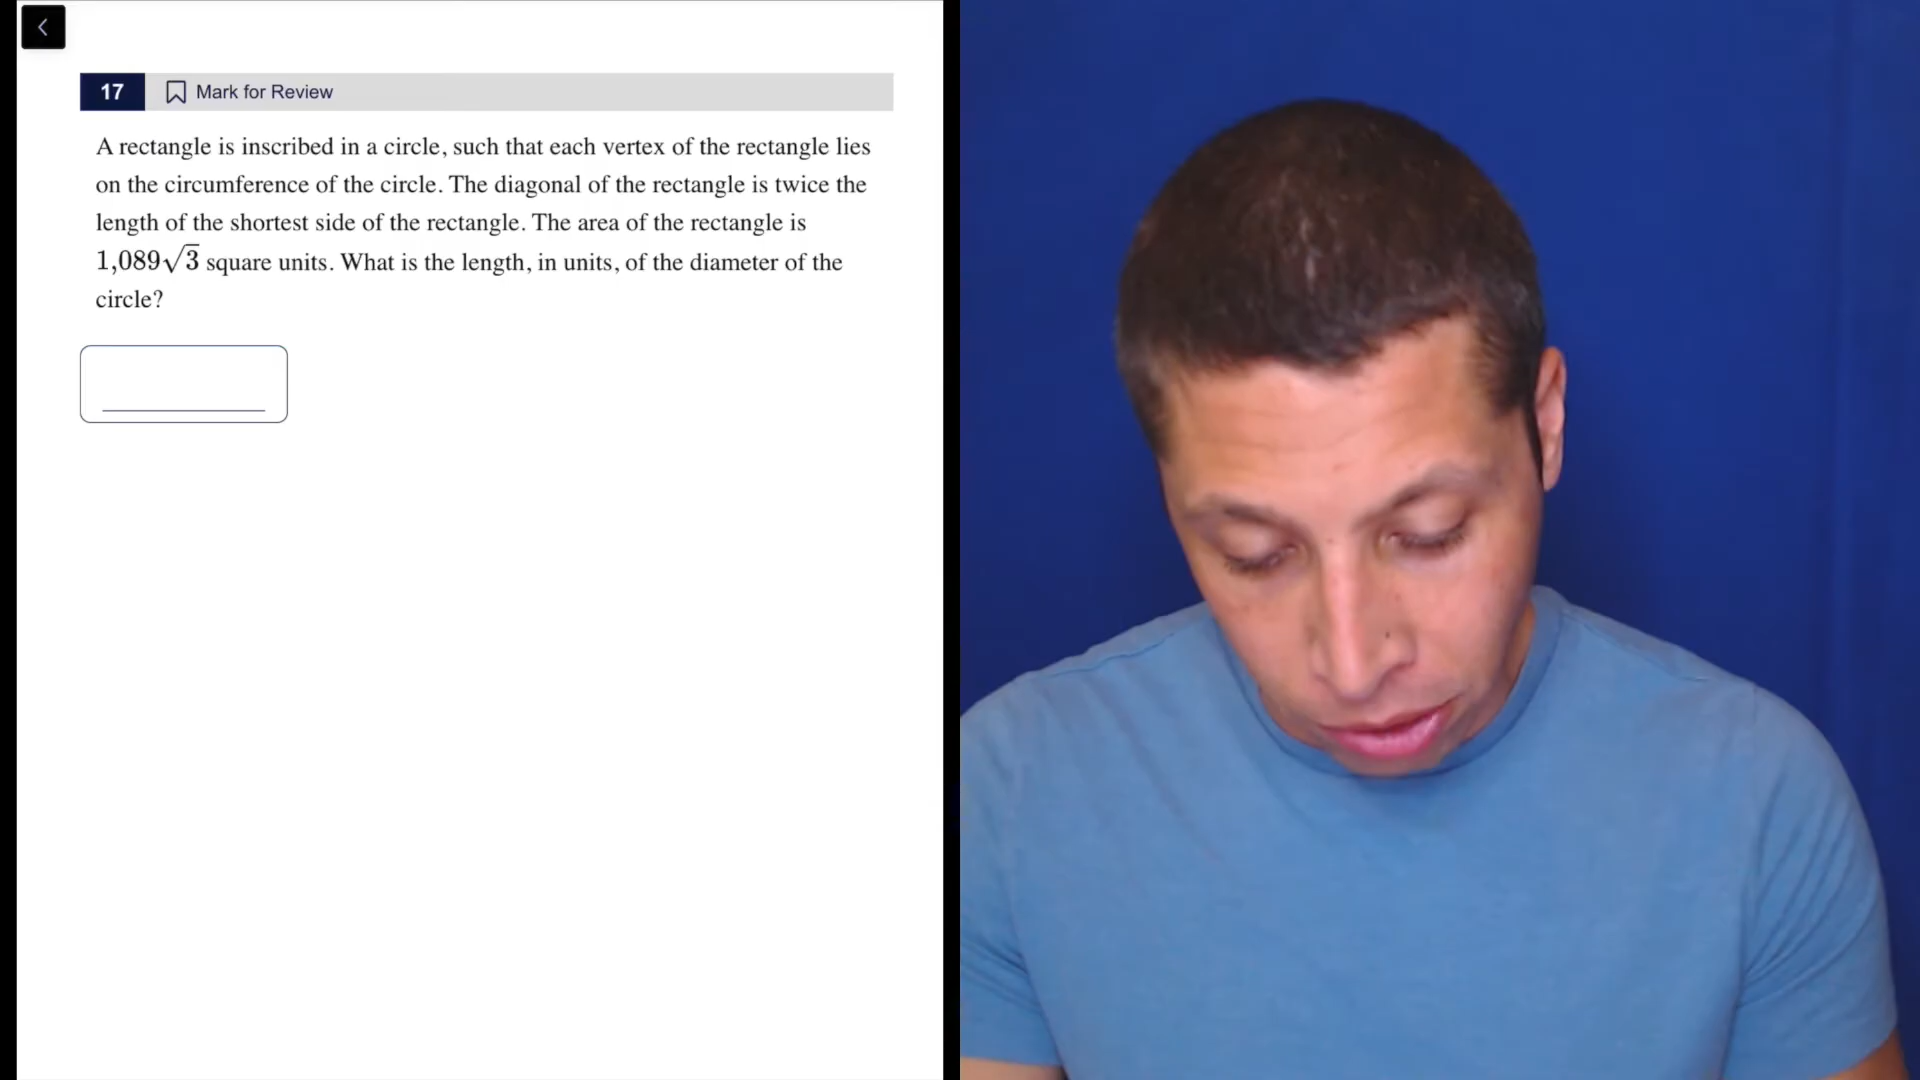 17 Mark for Review
A rectangle is inscribed in a circle, such that each vertex of the rectangle lies
on the circumference of the circle. The diagonal of the rectangle is twice the
length of the shortest side of the rectangle. The area of the rectangle is
1,089√3 square units. What is the length, in units, of the diameter of the
circle?